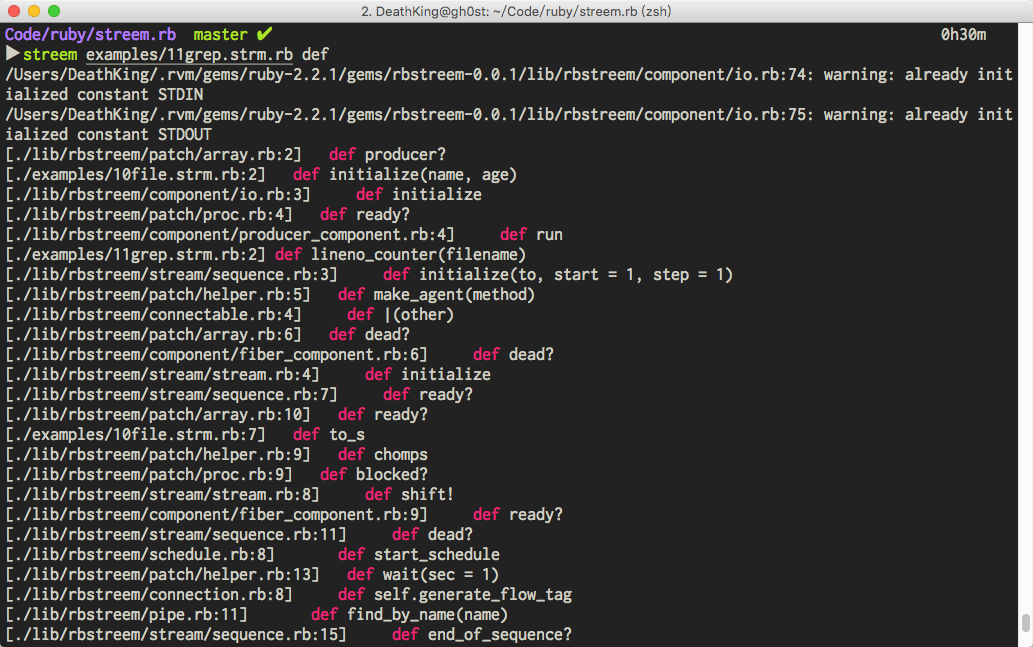 2. DeathKing@gh0st: ~/Code/ruby/streem.rb (zsh)
Code/ruby/streem.rb  master ✔ 0h30m
▶streem examples/11grep.strm.rb def
/Users/DeathKing/.rvm/gems/ruby-2.2.1/gems/rbstreem-0.0.1/lib/rbstreem/component/io.rb:74: warning: already init
ialized constant STDIN
/Users/DeathKing/.rvm/gems/ruby-2.2.1/gems/rbstreem-0.0.1/lib/rbstreem/component/io.rb:75: warning: already init
ialized constant STDOUT
[./lib/rbstreem/patch/array.rb:2]   def producer?
[./examples/10file.strm.rb:2]   def initialize(name, age)
[./lib/rbstreem/component/io.rb:3]     def initialize
[./lib/rbstreem/patch/proc.rb:4]   def ready?
[./lib/rbstreem/component/producer_component.rb:4]     def run
[./examples/11grep.strm.rb:2] def lineno_counter(filename)
[./lib/rbstreem/stream/sequence.rb:3]     def initialize(to, start = 1, step = 1)
[./lib/rbstreem/patch/helper.rb:5]   def make_agent(method)
[./lib/rbstreem/connectable.rb:4]     def |(other)
[./lib/rbstreem/patch/array.rb:6]   def dead?
[./lib/rbstreem/component/fiber_component.rb:6]     def dead?
[./lib/rbstreem/stream/stream.rb:4]     def initialize
[./lib/rbstreem/stream/sequence.rb:7]     def ready?
[./lib/rbstreem/patch/array.rb:10]   def ready?
[./examples/10file.strm.rb:7]   def to_s
[./lib/rbstreem/patch/helper.rb:9]   def chomps
[./lib/rbstreem/patch/proc.rb:9]   def blocked?
[./lib/rbstreem/stream/stream.rb:8]     def shift!
[./lib/rbstreem/component/fiber_component.rb:9]     def ready?
[./lib/rbstreem/stream/sequence.rb:11]     def dead?
[./lib/rbstreem/schedule.rb:8]       def start_schedule
[./lib/rbstreem/patch/helper.rb:13]   def wait(sec = 1)
[./lib/rbstreem/connection.rb:8]     def self.generate_flow_tag
[./lib/rbstreem/pipe.rb:11]       def find_by_name(name)
[./lib/rbstreem/stream/sequence.rb:15]     def end_of_sequence?